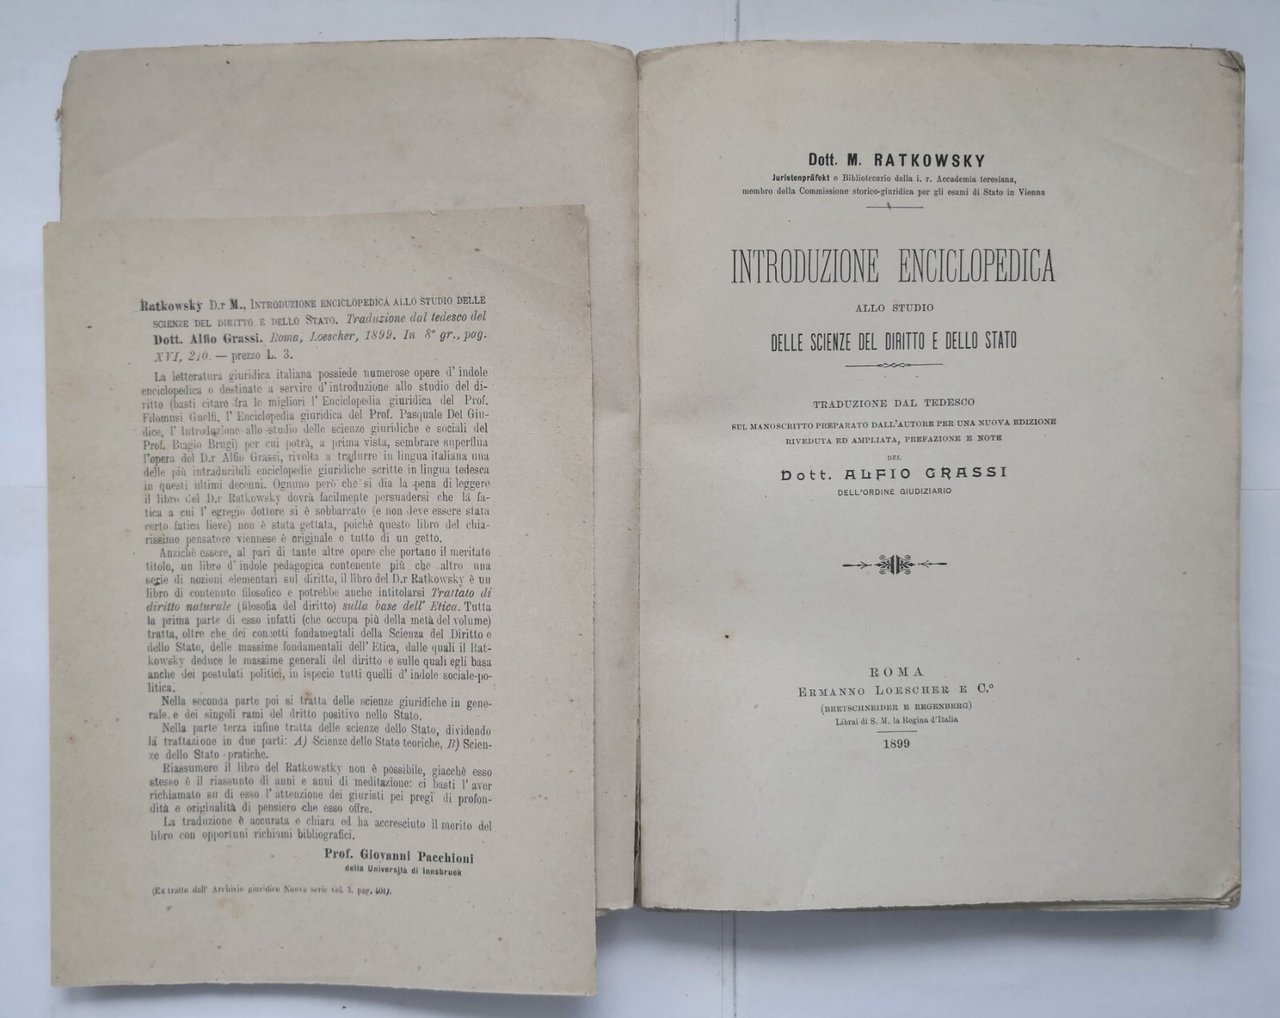 Ratkowsky D.r M., Introduzione enciclopedica allo studio delle
scienze del diritto e dello Stato. Traduzione dal tedesco del
Dott. Alfio Grassi. Roma, Loescher, 1899. In 8° gr., pag.
XVI, 210. — prezzo L. 3.
La letteratura giuridica italiana possiede numerose opere d' indole
enciclopedica e destinate a servire d' introduzione allo studio del di-
ritto (basti citare fra le migliori l' Enciclopedia giuridica del Prof.
Filomusi Guelfi, l' Enciclopedia giuridica del Prof. Pasquale Del Giu-
dice, l' Introduzione allo studio delle scienze giuridiche e sociali del
Prof. Biagio Brugi) per cui potrà, a prima vista, sembrare superflua
l'opera del D.r Alfio Grassi, rivolta a tradurre in lingua italiana una
delle più intraducibili enciclopedie giuridiche scritte in lingua tedesca
in questi ultimi decenni. Ognuno però che si dia la pena di leggere
il libro del D.r Ratkowsky dovrà facilmente persuadersi che la fa-
tica a cui l' egregio dottore si è sobbarcato (e non deve essere stata
certo fatica lieve) non è stata gettata, poichè questo libro del chia-
rissimo pensatore viennese è originale e tutto di un getto.
Anzichè essere, al pari di tante altre opere che portano il meritato
titolo, un libro d' indole pedagogica contenente più che altro una
serie di nozioni elementari sul diritto, il libro del D.r Ratkowsky è un
libro di contenuto filosofico e potrebbe anche intitolarsi Trattato di
diritto naturale (filosofia del diritto) sulla base dell' Etica. Tutta
la prima parte di esso infatti (che occupa più della metà del volume)
tratta, oltre che dei concetti fondamentali della Scienza del Diritto e
dello Stato, delle massime fondamentali dell' Etica, dalle quali il Rat-
kowsky deduce le massime generali del diritto e sulle quali egli basa
anche dei postulati politici, in ispecie tutti quelli d' indole sociale-po-
litica.
Nella seconda parte poi si tratta delle scienze giuridiche in gene-
rale e dei singoli rami del dritto positivo nello Stato.
Nella parte terza infine tratta delle scienze dello Stato, dividendo
la trattazione in due parti: A) Scienze dello Stato teoriche, B) Scien-
ze dello Stato pratiche.
Riassumere il libro del Ratkowstky non è possibile, giacchè esso
stesso è il riassunto di anni e anni di meditazione: ci basti l' aver
richiamato su di esso l' attenzione dei giuristi pei pregi di profon-
dità e originalità di pensiero che esso offre.
La traduzione è accurata e chiara ed ha accresciuto il merito del
libro con opportuni richiami bibliografici.
Prof. Giovanni Pacchioni
della Università di Innsbruck
(Estratto dall' Archivio giuridico Nuova serie vol. 3. pag. 404).
Dott. M. RATKOWSKY
Juristenpräfekt e Bibliotecario della i. r. Accademia teresiana,
membro della Commissione storico-giuridica per gli esami di Stato in Vienna
INTRODUZIONE ENCICLOPEDICA
ALLO STUDIO
DELLE SCIENZE DEL DIRITTO E DELLO STATO
TRADUZIONE DAL TEDESCO
SUL MANOSCRITTO PREPARATO DALL'AUTORE PER UNA NUOVA EDIZIONE
RIVEDUTA ED AMPLIATA, PREFAZIONE E NOTE
DEL
Dott. ALFIO GRASSI
DELL'ORDINE GIUDIZIARIO
ROMA
Ermanno Loescher e C.°
(BRETSCHNEIDER E REGENBERG)
Librai di S. M. la Regina d'Italia
1899